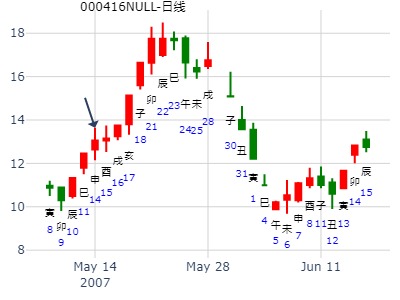 000416NULL-日线
18
16
14
12
10
8
寅
8
卯
9
辰
10
巳
11
申
14
酉
15
戌
16
亥
17
子
18
卯
21
辰
22
巳
23
午
24
未
25
戌
28
子
30
丑
31
寅
1
巳
4
午
5
未
6
申
7
酉
8
子
11
丑
12
寅
13
卯
14
辰
15
May 14
2007
May 28
Jun 11